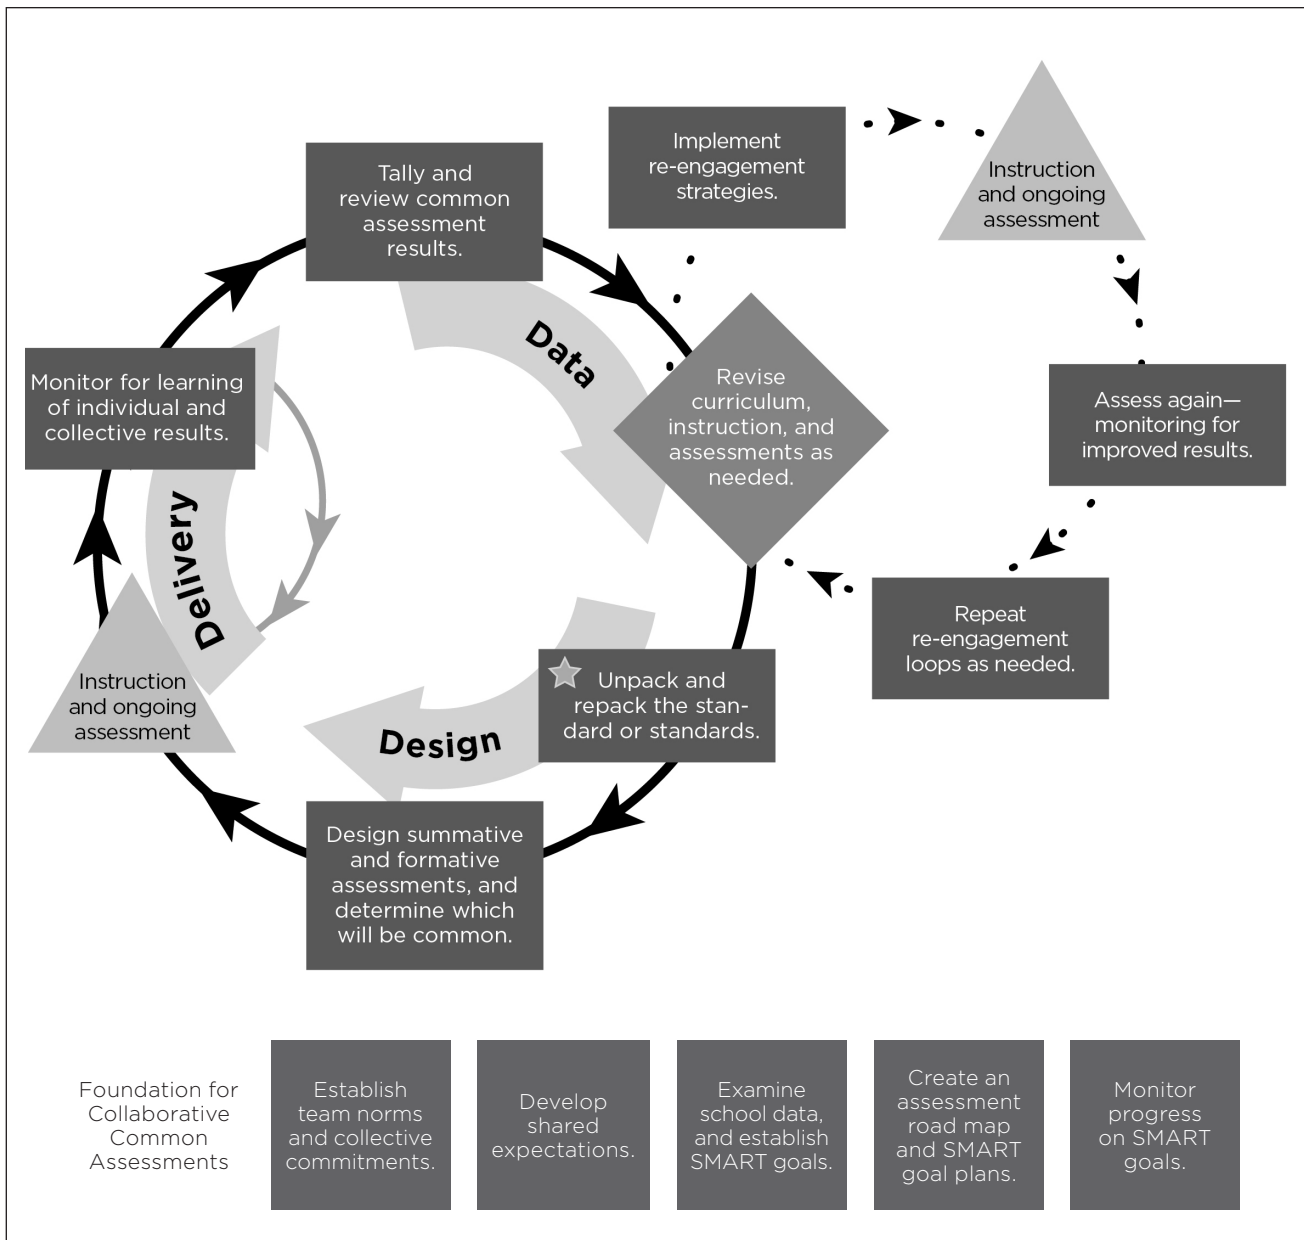 Implement
re-engagement
strategies.
Instruction
and ongoing
assessment
Tally and
review common
assessment
results.
Data
Monitor for learning
of individual and
collective results.
Revise
curriculum,
instruction, and
assessments as
needed.
Assess again—
monitoring for
improved results.
Delivery
Repeat
re-engagement
loops as needed.
Instruction
and ongoing
assessment
Unpack and
repack the stan-
dard or standards.
Design
Design summative
and formative
assessments, and
determine which
will be common.
Foundation for
Collaborative
Common
Assessments
Establish
team norms
and collective
commitments.
Develop
shared
expectations.
Examine
school data,
and establish
SMART goals.
Create an
assessment
road map
and SMART
goal plans.
Monitor
progress
on SMART
goals.